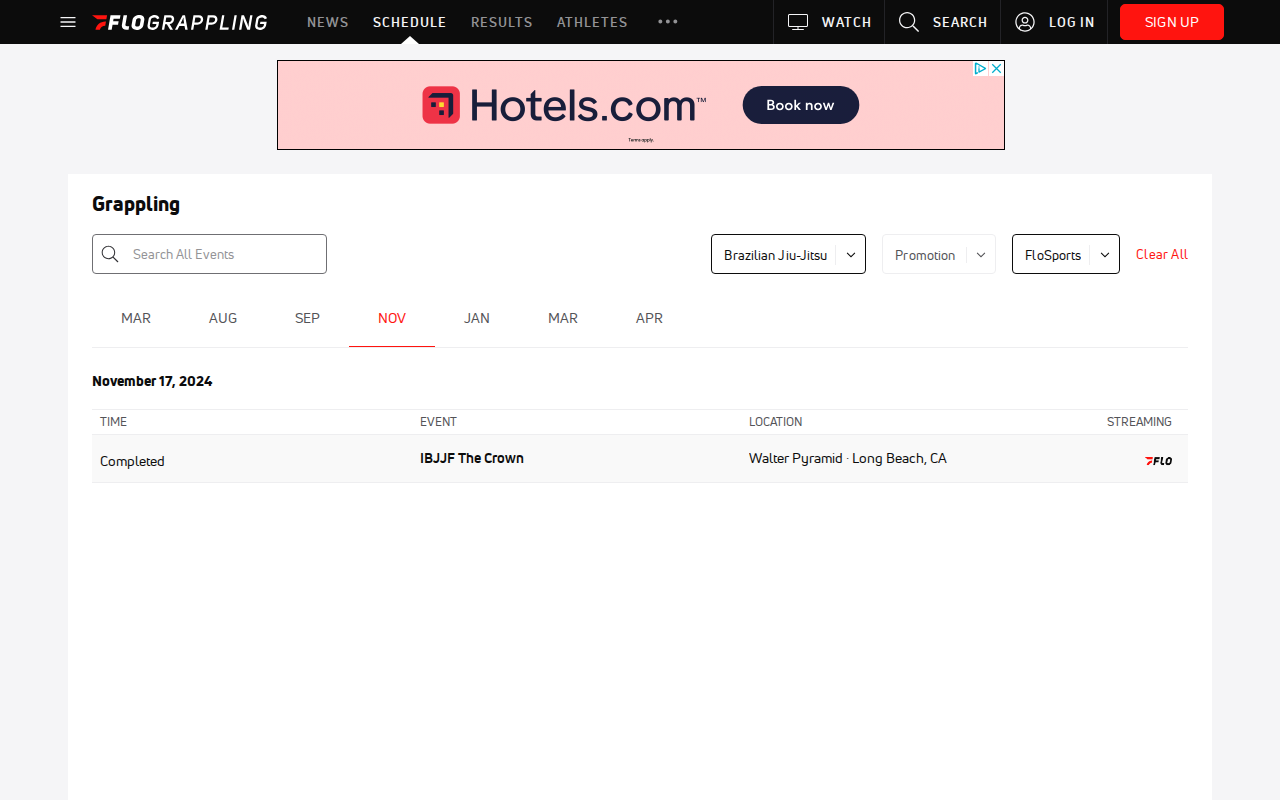 FLOGRAPPLING NEWS SCHEDULE RESULTS ATHLETES WATCH SEARCH LOG IN SIGN UP
Hotels.com™ Book now
Terms apply.
Grappling
Search All Events Brazilian Jiu-Jitsu Promotion FloSports Clear All
MAR AUG SEP NOV JAN MAR APR
November 17, 2024
TIME EVENT LOCATION STREAMING
Completed IBJJF The Crown Walter Pyramid · Long Beach, CA FLO